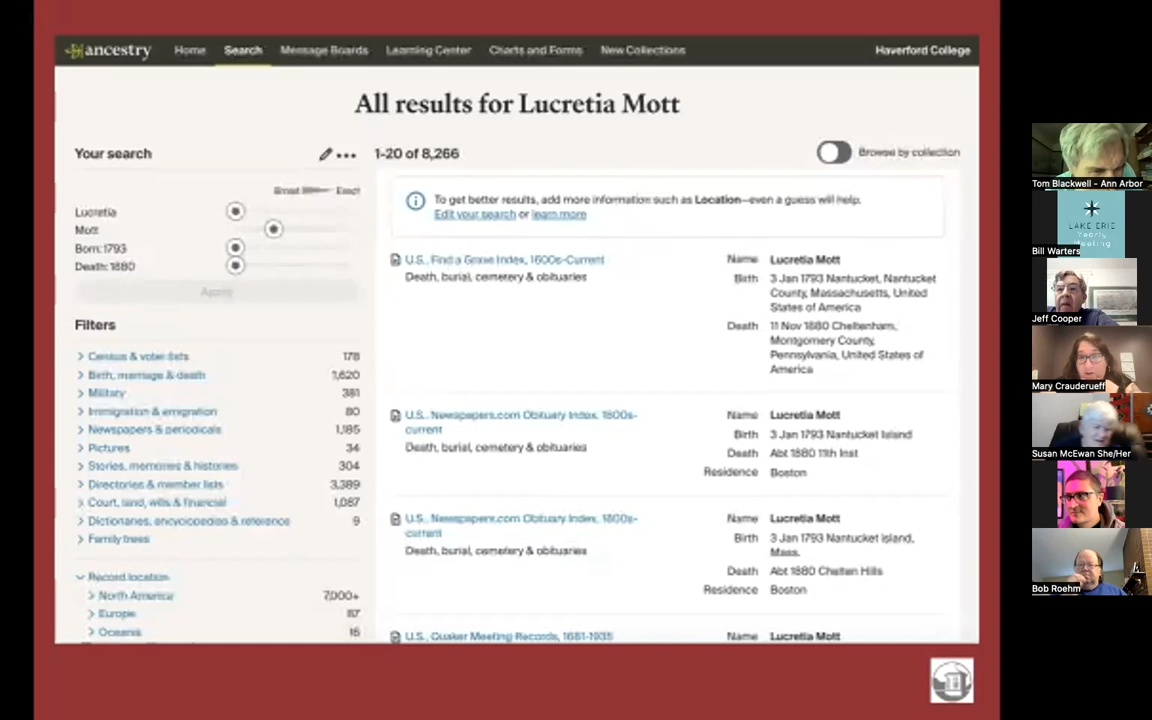 ancestry Home Search Message Boards Learning Center Charts and Forms New Collections Haverford College
All results for Lucretia Mott
Your search
1-20 of 8,266
Browse by collection
Broad Exact
Lucretia
Mott
Born: 1793
Death: 1880
Apply
To get better results, add more information such as Location—even a guess will help.
Edit your search or learn more
Filters
Census & voter lists 178
Birth, marriage & death 1,620
Military 381
Immigration & emigration 80
Newspapers & periodicals 1,185
Pictures 34
Stories, memories & histories 304
Directories & member lists 3,389
Court, land, wills & financial 1,087
Dictionaries, encyclopedias & reference 9
Family trees
Record location
North America 7,000+
Europe 87
Oceania 15
U.S., Find a Grave Index, 1600s-Current
Death, burial, cemetery & obituaries
Name Lucretia Mott
Birth 3 Jan 1793 Nantucket, Nantucket
County, Massachusetts, United
States of America
Death 11 Nov 1880 Cheltenham,
Montgomery County,
Pennsylvania, United States of
America
U.S., Newspapers.com Obituary Index, 1800s-
current
Death, burial, cemetery & obituaries
Name Lucretia Mott
Birth 3 Jan 1793 Nantucket Island
Death Abt 1880 11th Inst
Residence Boston
U.S., Newspapers.com Obituary Index, 1800s-
current
Death, burial, cemetery & obituaries
Name Lucretia Mott
Birth 3 Jan 1793 Nantucket Island,
Mass.
Death Abt 1880 Chelten Hills
Residence Boston
U.S., Quaker Meeting Records, 1681-1935
Name Lucretia Mott
Tom Blackwell - Ann Arbor
LAKE ERIE
Yearly
Meeting
Bill Warters
Jeff Cooper
Mary Crauderueff
Susan McEwan She/Her
Bob Roehm